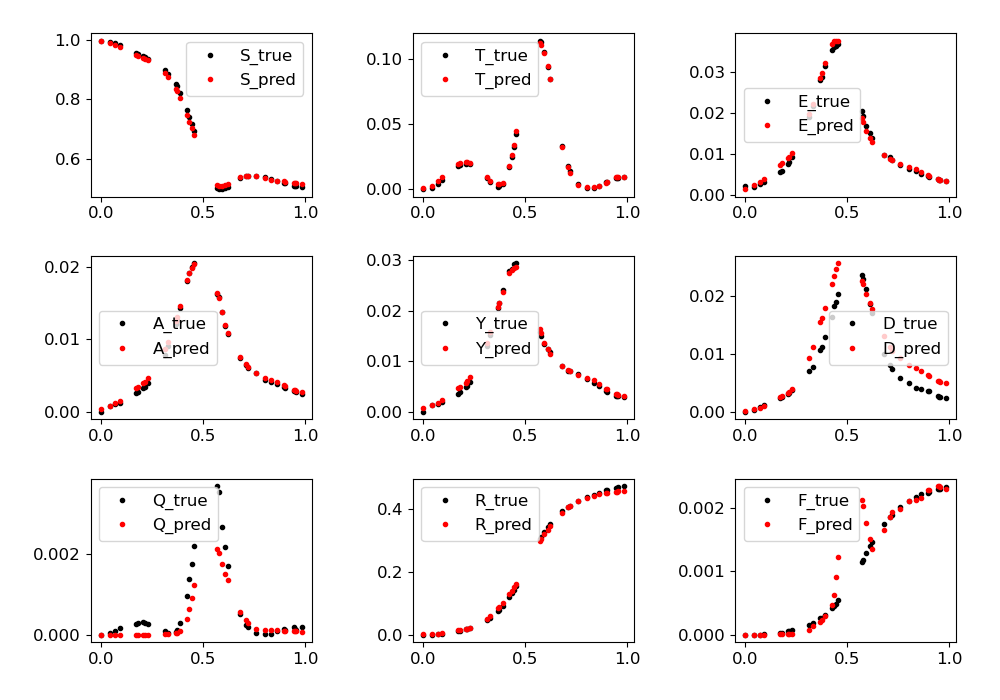 1.0
0.8
0.6
0.0 0.5 1.0
S_true
S_pred
0.10
0.05
0.00
0.0 0.5 1.0
T_true
T_pred
0.03
0.02
0.01
0.00
0.0 0.5 1.0
E_true
E_pred
0.02
0.01
0.00
0.0 0.5 1.0
A_true
A_pred
0.03
0.02
0.01
0.00
0.0 0.5 1.0
Y_true
Y_pred
0.02
0.01
0.00
0.0 0.5 1.0
D_true
D_pred
0.002
0.000
0.0 0.5 1.0
Q_true
Q_pred
0.4
0.2
0.0
0.0 0.5 1.0
R_true
R_pred
0.002
0.001
0.000
0.0 0.5 1.0
F_true
F_pred